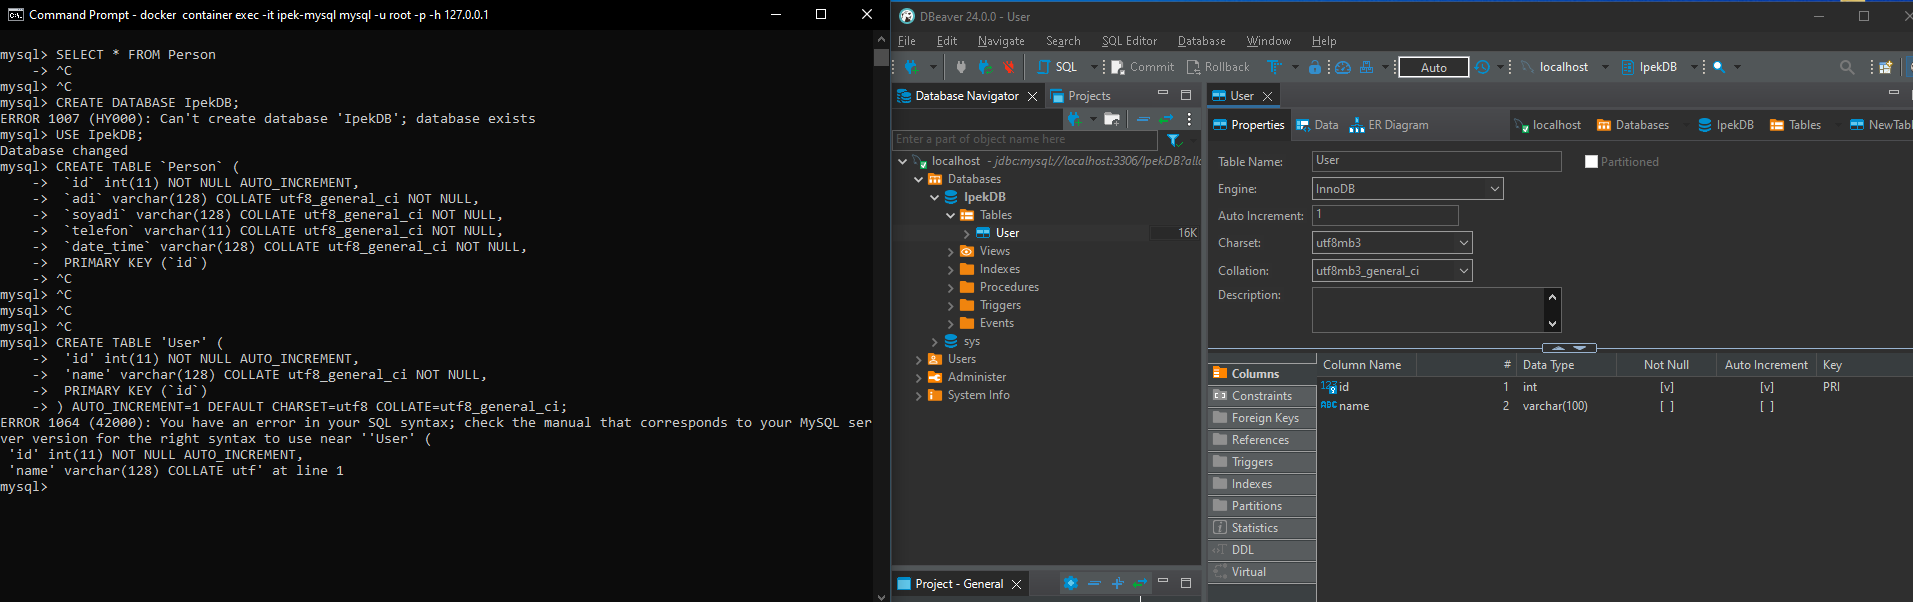 Command Prompt - docker  container exec -it ipek-mysql mysql -u root -p -h 127.0.0.1
mysql> SELECT * FROM Person
    -> ^C
mysql> ^C
mysql> CREATE DATABASE IpekDB;
ERROR 1007 (HY000): Can't create database 'IpekDB'; database exists
mysql> USE IpekDB;
Database changed
mysql> CREATE TABLE `Person` (
    ->  `id` int(11) NOT NULL AUTO_INCREMENT,
    ->  `adi` varchar(128) COLLATE utf8_general_ci NOT NULL,
    ->  `soyadi` varchar(128) COLLATE utf8_general_ci NOT NULL,
    ->  `telefon` varchar(11) COLLATE utf8_general_ci NOT NULL,
    ->  `date_time` varchar(128) COLLATE utf8_general_ci NOT NULL,
    ->  PRIMARY KEY (`id`)
    -> ^C
mysql> ^C
mysql> ^C
mysql> ^C
mysql> CREATE TABLE 'User' (
    ->  'id' int(11) NOT NULL AUTO_INCREMENT,
    ->  'name' varchar(128) COLLATE utf8_general_ci NOT NULL,
    ->  PRIMARY KEY (`id`)
    -> ) AUTO_INCREMENT=1 DEFAULT CHARSET=utf8 COLLATE=utf8_general_ci;
ERROR 1064 (42000): You have an error in your SQL syntax; check the manual that corresponds to your MySQL ser
ver version for the right syntax to use near ''User' (
 'id' int(11) NOT NULL AUTO_INCREMENT,
 'name' varchar(128) COLLATE utf' at line 1
mysql>
DBeaver 24.0.0 - User
File Edit Navigate Search SQL Editor Database Window Help
SQL Commit Rollback Auto localhost IpekDB
Database Navigator Projects
Enter a part of object name here
localhost - jdbc:mysql://localhost:3306/IpekDB?allo
Databases
IpekDB
Tables
User 16K
Views
Indexes
Procedures
Triggers
Events
sys
Users
Administer
System Info
Project - General
User
Properties Data ER Diagram localhost Databases IpekDB Tables NewTabl
Table Name: User Partitioned
Engine: InnoDB
Auto Increment: 1
Charset: utf8mb3
Collation: utf8mb3_general_ci
Description:
Columns
Constraints
Foreign Keys
References
Triggers
Indexes
Partitions
Statistics
DDL
Virtual
Column Name # Data Type Not Null Auto Increment Key
123 id 1 int [v] [v] PRI
ABC name 2 varchar(100) [ ] [ ]